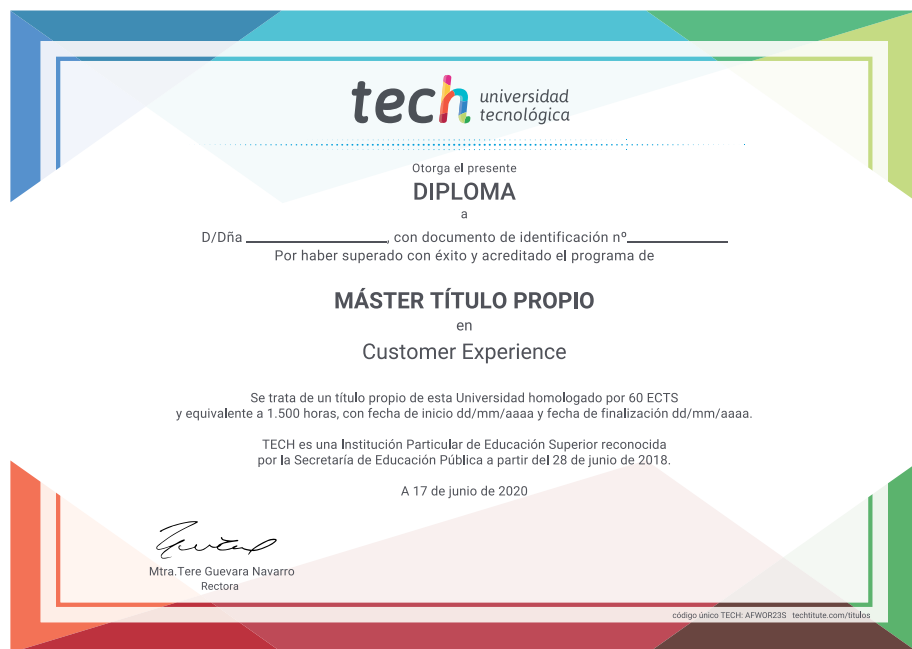 tech universidad
tecnológica
Otorga el presente
DIPLOMA
a
D/Dña ____________________, con documento de identificación nº______________
Por haber superado con éxito y acreditado el programa de
MÁSTER TÍTULO PROPIO
en
Customer Experience
Se trata de un título propio de esta Universidad homologado por 60 ECTS
y equivalente a 1.500 horas, con fecha de inicio dd/mm/aaaa y fecha de finalización dd/mm/aaaa.
TECH es una Institución Particular de Educación Superior reconocida
por la Secretaría de Educación Pública a partir del 28 de junio de 2018.
A 17 de junio de 2020
Mtra.Tere Guevara Navarro
Rectora
código único TECH: AFWOR23S techtitute.com/titulos